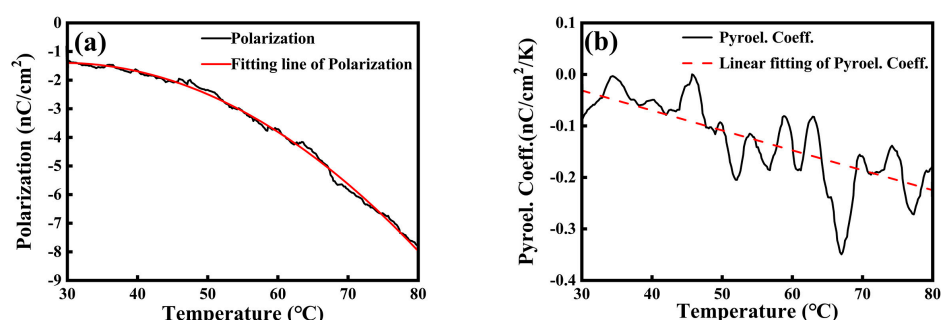 (a)
Polarization
Fitting line of Polarization
Polarization (nC/cm²)
0
-1
-2
-3
-4
-5
-6
-7
-8
-9
30 40 50 60 70 80
Temperature (℃)
(b)
Pyroel. Coeff.
Linear fitting of Pyroel. Coeff.
Pyroel. Coeff.(nC/cm²/K)
0.1
0.0
-0.1
-0.2
-0.3
-0.4
30 40 50 60 70 80
Temperature (℃)